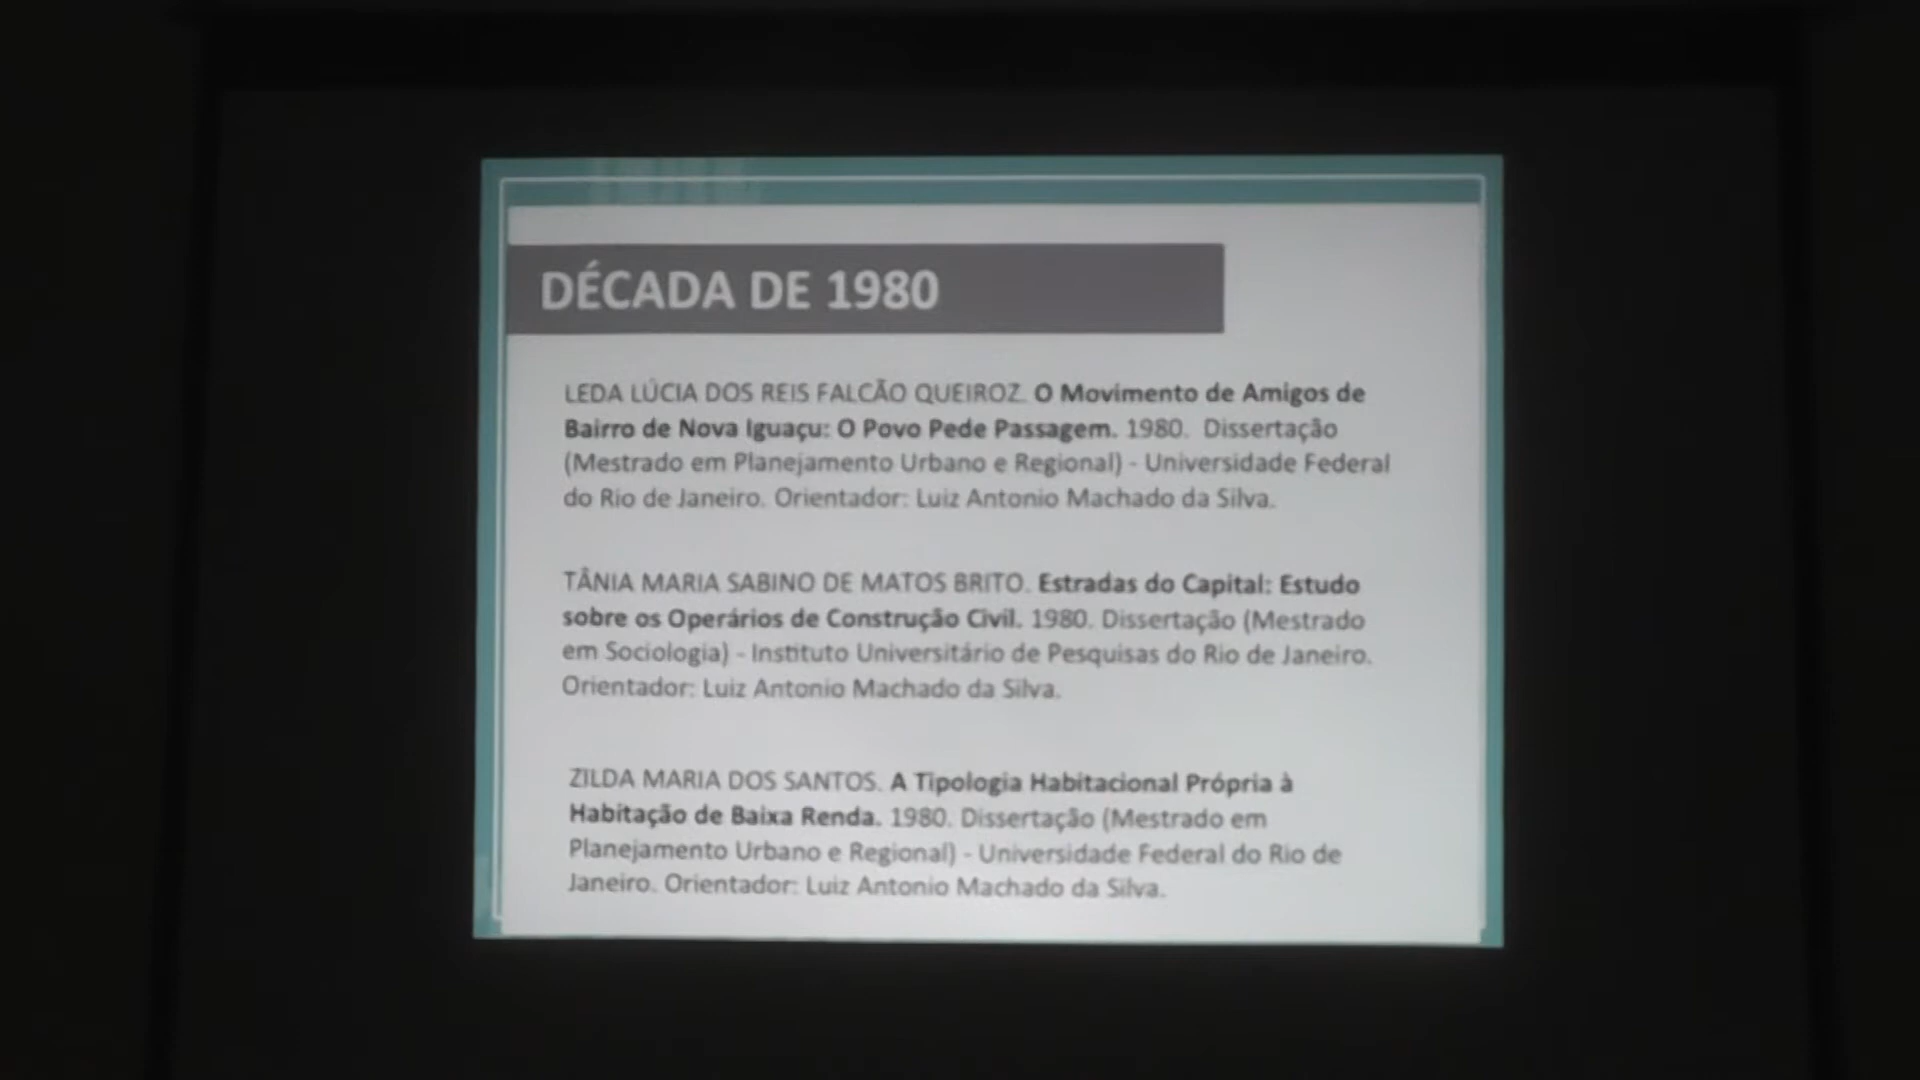 DÉCADA DE 1980
LEDA LÚCIA DOS REIS FALCÃO QUEIROZ. O Movimento de Amigos de
Bairro de Nova Iguaçu: O Povo Pede Passagem. 1980. Dissertação
(Mestrado em Planejamento Urbano e Regional) - Universidade Federal
do Rio de Janeiro. Orientador: Luiz Antonio Machado da Silva.
TÂNIA MARIA SABINO DE MATOS BRITO. Estradas do Capital: Estudo
sobre os Operários de Construção Civil. 1980. Dissertação (Mestrado
em Sociologia) - Instituto Universitário de Pesquisas do Rio de Janeiro.
Orientador: Luiz Antonio Machado da Silva.
ZILDA MARIA DOS SANTOS. A Tipologia Habitacional Própria à
Habitação de Baixa Renda. 1980. Dissertação (Mestrado em
Planejamento Urbano e Regional) - Universidade Federal do Rio de
Janeiro. Orientador: Luiz Antonio Machado da Silva.